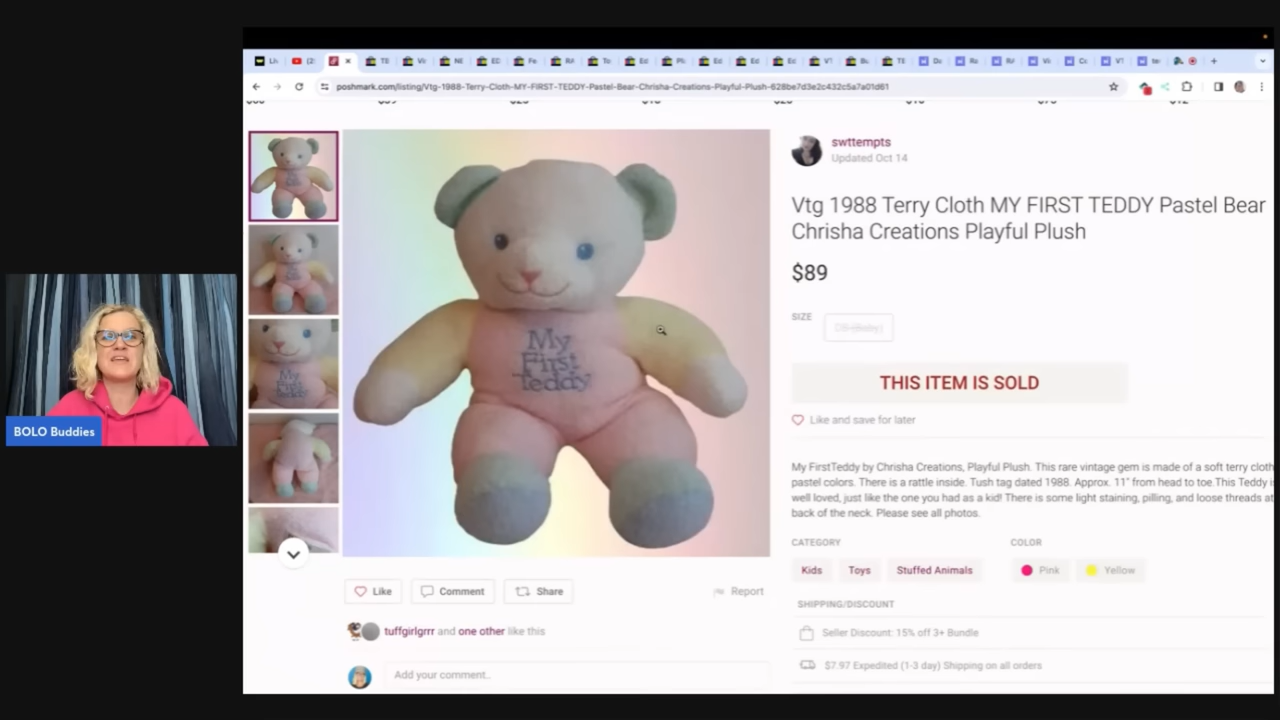 poshmark.com/listing/Vtg-1988-Terry-Cloth-MY-FIRST-TEDDY-Pastel-Bear-Chrisha-Creations-Playful-Plush-628be7d3e2c432c5a7a01d61
swttempts
Updated Oct 14
Vtg 1988 Terry Cloth MY FIRST TEDDY Pastel Bear
Chrisha Creations Playful Plush
$89
SIZE
OS (Baby)
THIS ITEM IS SOLD
Like and save for later
My First Teddy
BOLO Buddies
My FirstTeddy by Chrisha Creations, Playful Plush. This rare vintage gem is made of a soft terry cloth
pastel colors. There is a rattle inside. Tush tag dated 1988. Approx. 11" from head to toe.This Teddy is
well loved, just like the one you had as a kid! There is some light staining, pilling, and loose threads at
back of the neck. Please see all photos.
CATEGORY
COLOR
Kids
Toys
Stuffed Animals
Pink
Yellow
SHIPPING/DISCOUNT
Seller Discount: 15% off 3+ Bundle
$7.97 Expedited (1-3 day) Shipping on all orders
Like
Comment
Share
Report
tuffgirlgrrr and one other like this
Add your comment..